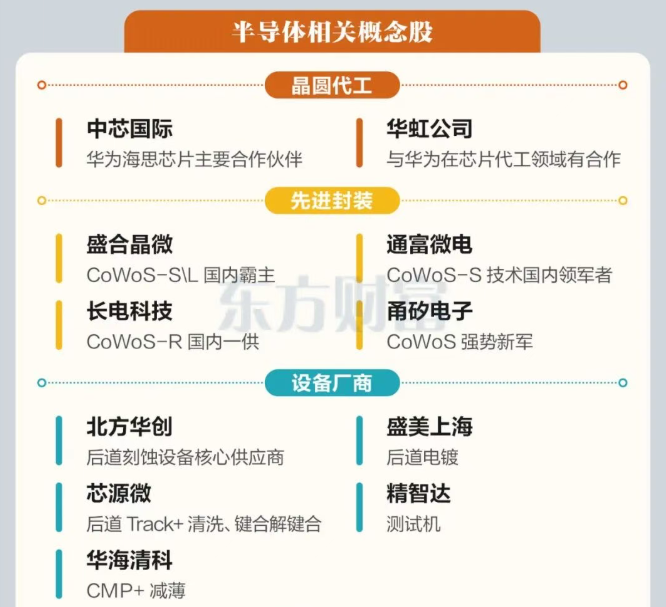 半导体相关概念股
晶圆代工
中芯国际
华为海思芯片主要合作伙伴
华虹公司
与华为在芯片代工领域有合作
先进封装
盛合晶微
CoWoS-S\L 国内霸主
通富微电
CoWoS-S 技术国内领军者
长电科技
CoWoS-R 国内一供
甬矽电子
CoWoS 强势新军
东方财富
设备厂商
北方华创
后道刻蚀设备核心供应商
盛美上海
后道电镀
芯源微
后道 Track+ 清洗、键合解键合
精智达
测试机
华海清科
CMP+ 减薄